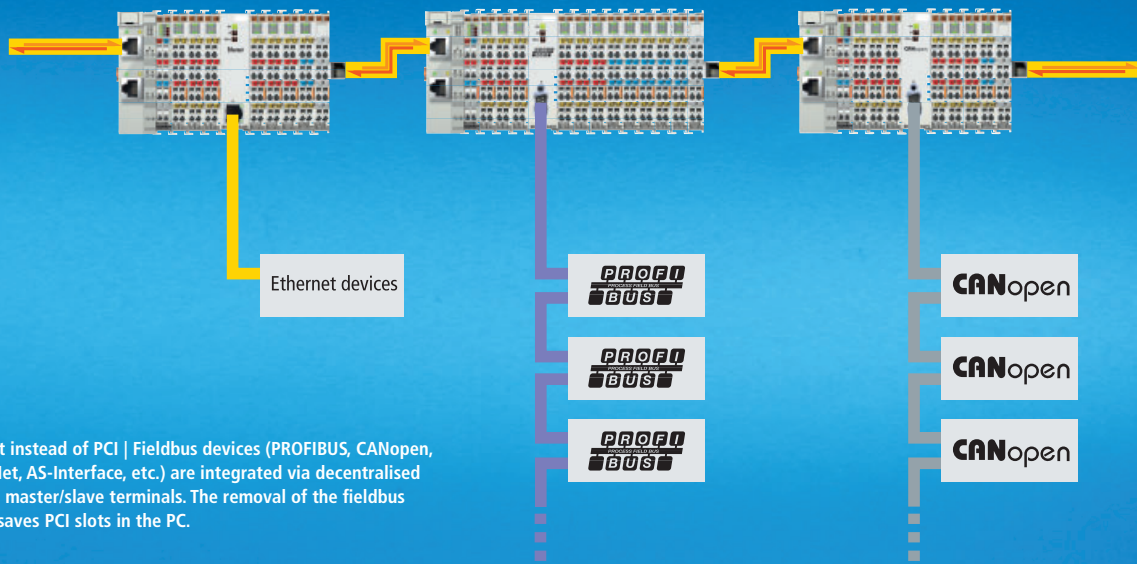 Ethernet devices
PROFI
PROCESS FIELD BUS
BUS
CANopen
PROFI
PROCESS FIELD BUS
BUS
CANopen
PROFI
PROCESS FIELD BUS
BUS
CANopen
t instead of PCI | Fieldbus devices (PROFIBUS, CANopen,
Net, AS-Interface, etc.) are integrated via decentralised
master/slave terminals. The removal of the fieldbus
saves PCI slots in the PC.